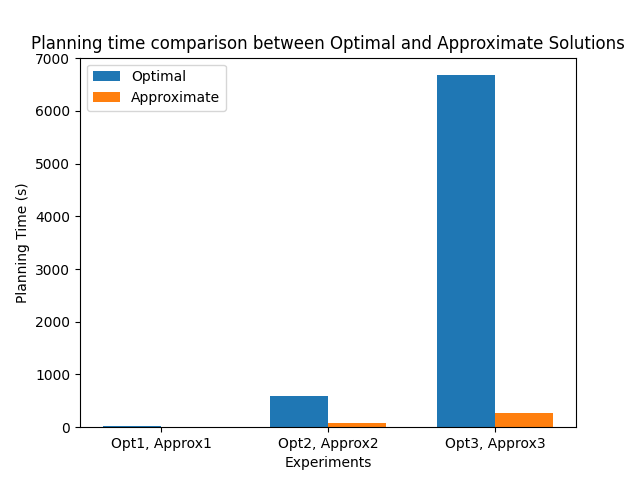 Planning time comparison between Optimal and Approximate Solutions
7000
6000
5000
4000
3000
2000
1000
0
Planning Time (s)
Optimal
Approximate
Opt1, Approx1
Opt2, Approx2
Opt3, Approx3
Experiments